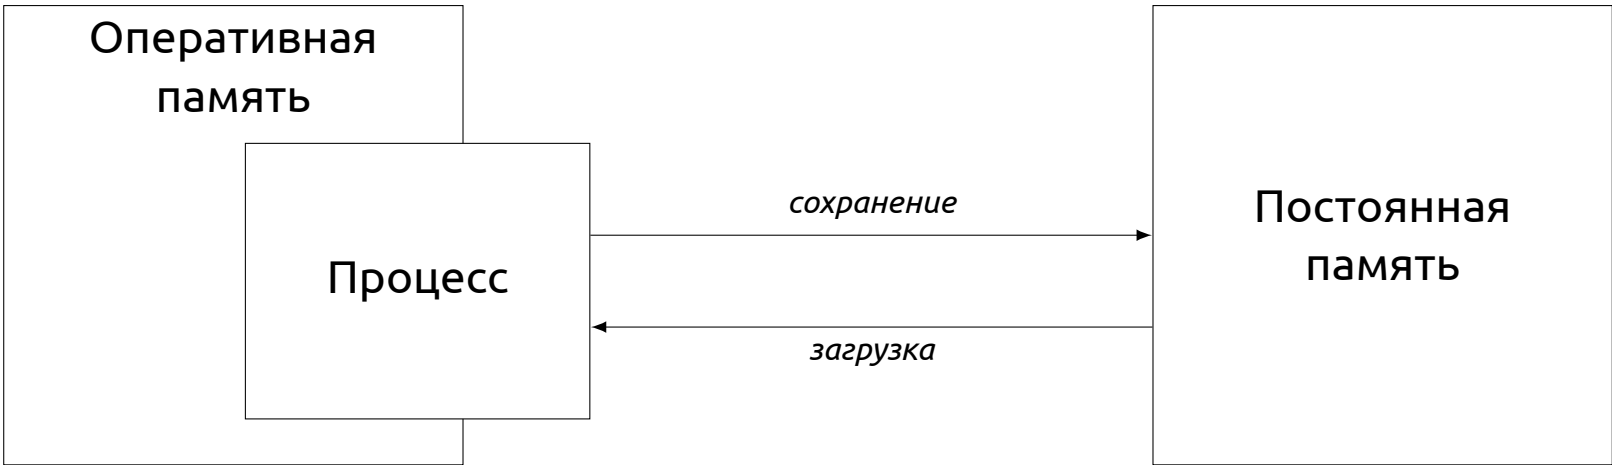 Оперативная
память
Процесс
сохранение
загрузка
Постоянная
память